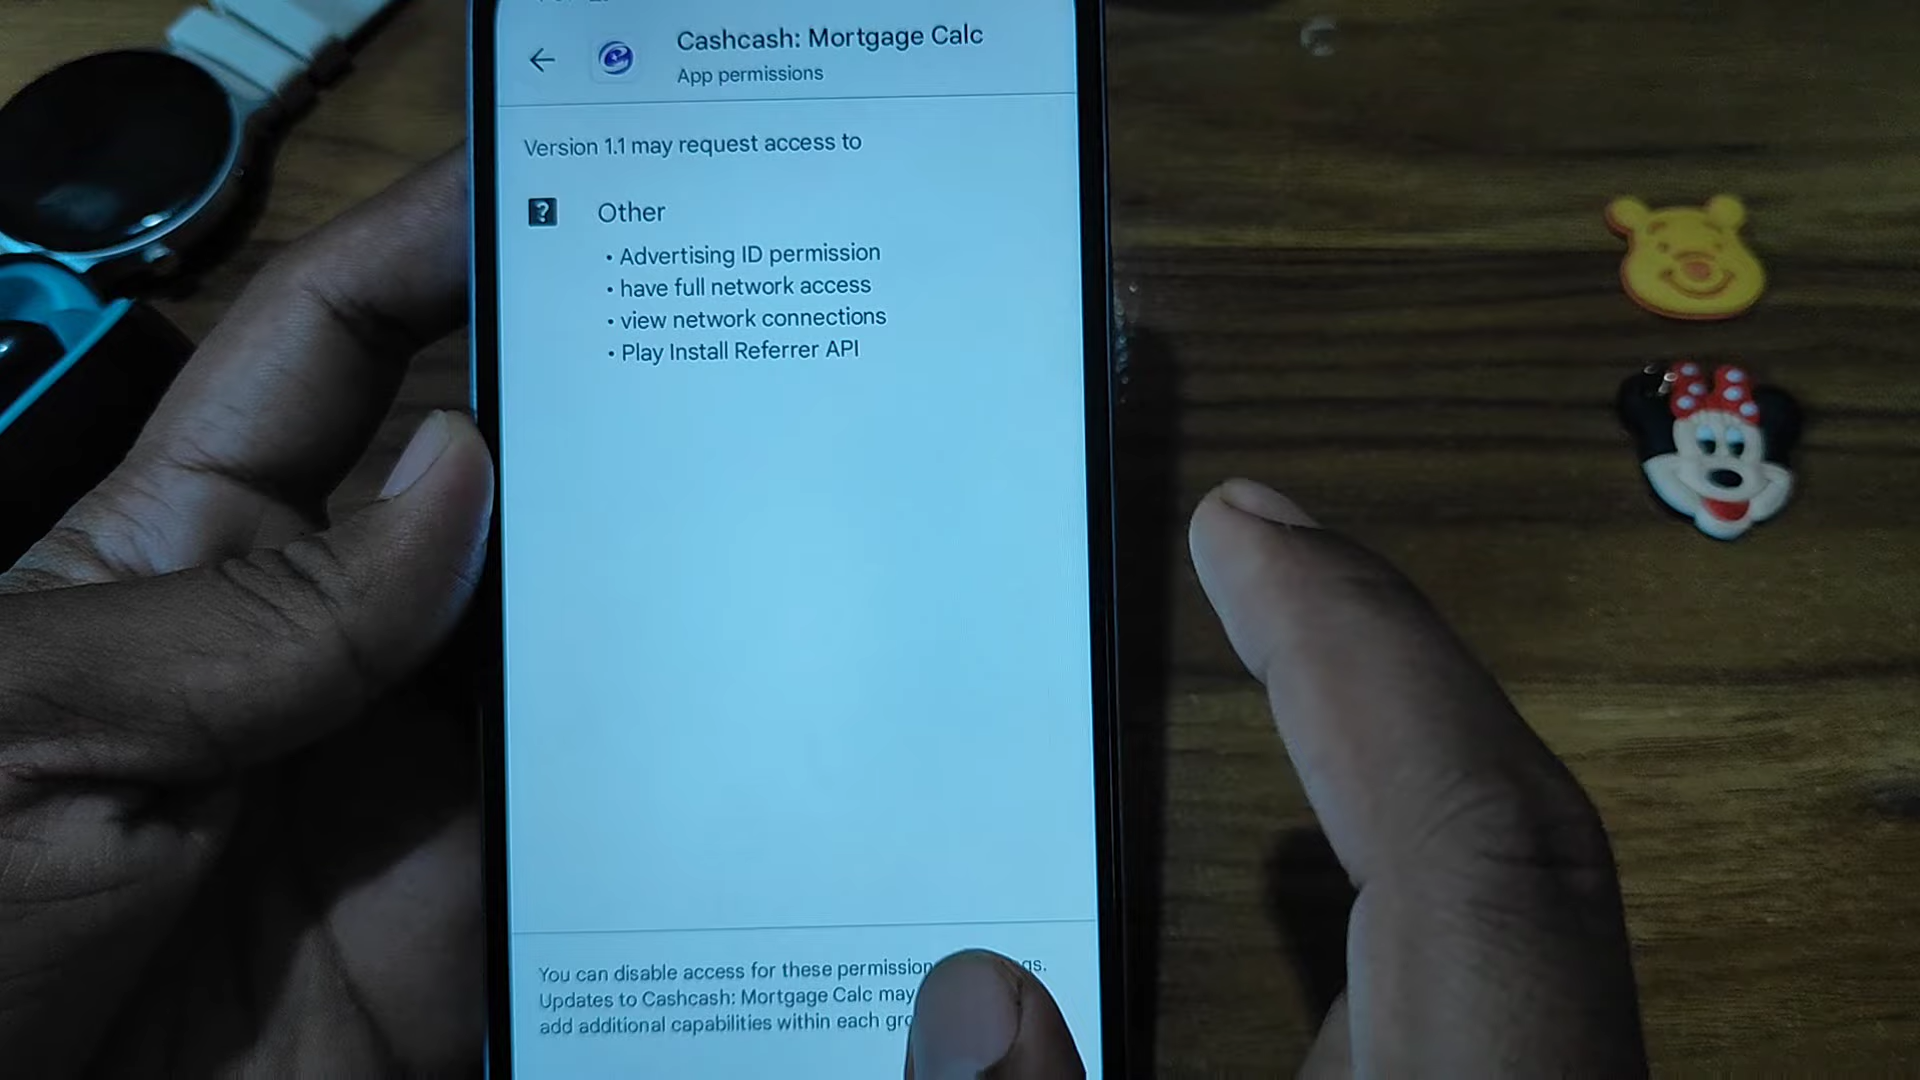 Cashcash: Mortgage Calc
App permissions
Version 1.1 may request access to
?
Other
• Advertising ID permission
• have full network access
• view network connections
• Play Install Referrer API
You can disable access for these permission
Updates to Cashcash: Mortgage Calc may
add additional capabilities within each